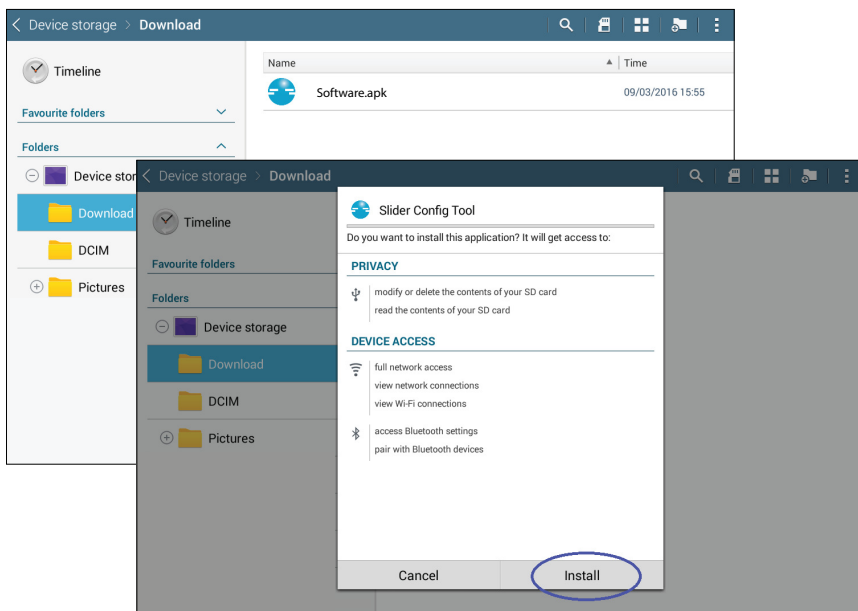 Device storage > Download
Timeline
Favourite folders
Folders
Device stor
Download
DCIM
Pictures
Name Time
Software.apk 09/03/2016 15:55
Device storage > Download
Timeline
Favourite folders
Folders
Device storage
Download
DCIM
Pictures
Slider Config Tool
Do you want to install this application? It will get access to:
PRIVACY
modify or delete the contents of your SD card
read the contents of your SD card
DEVICE ACCESS
full network access
view network connections
view Wi-Fi connections
access Bluetooth settings
pair with Bluetooth devices
Cancel Install